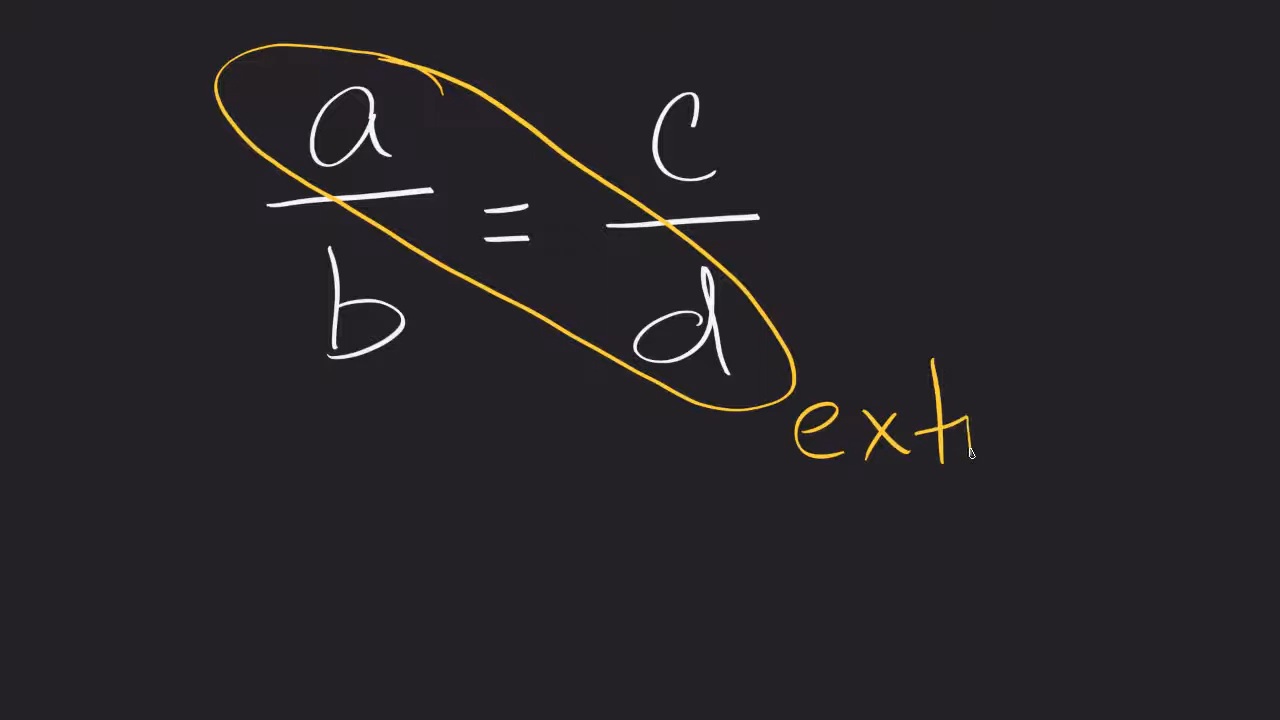 a/b = c/d
ext